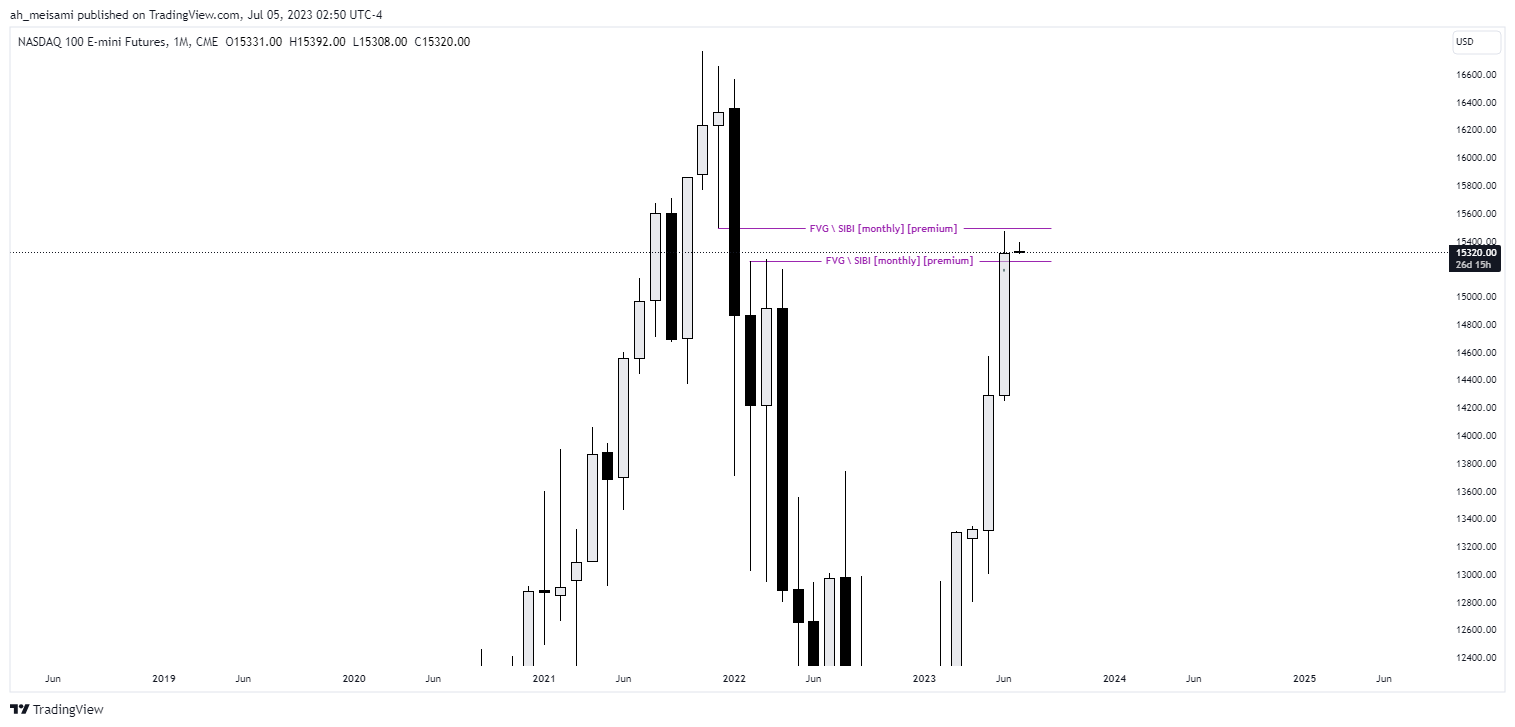 ah_meisami published on TradingView.com, Jul 05, 2023 02:50 UTC-4
NASDAQ 100 E-mini Futures, 1M, CME O15331.00 H15392.00 L15308.00 C15320.00
USD
16600.00
16400.00
16200.00
16000.00
15800.00
15600.00
FVG \ SIBI [monthly] [premium]
15400.00
15320.00
FVG \ SIBI [monthly] [premium]
26d 15h
15000.00
14800.00
14600.00
14400.00
14200.00
14000.00
13800.00
13600.00
13400.00
13200.00
13000.00
12800.00
12600.00
12400.00
Jun 2019 Jun 2020 Jun 2021 Jun 2022 Jun 2023 Jun 2024 Jun 2025 Jun
TradingView